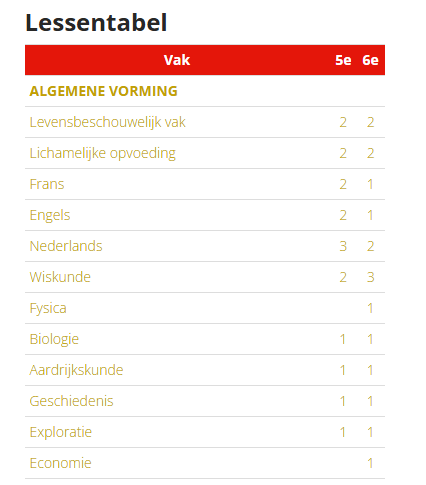 Lessentabel
Vak 5e 6e
ALGEMENE VORMING
Levensbeschouwelijk vak 2 2
Lichamelijke opvoeding 2 2
Frans 2 1
Engels 2 1
Nederlands 3 2
Wiskunde 2 3
Fysica 1
Biologie 1 1
Aardrijkskunde 1 1
Geschiedenis 1 1
Exploratie 1 1
Economie 1